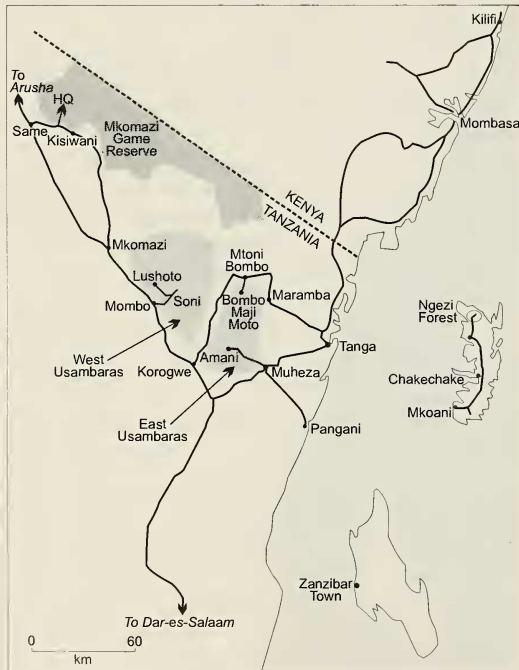 Kilifi
To
Arusha
HQ
Same
Kisiwani
Mkomazi
Game
Reserve
Mombasa
KENYA
TANZANIA
Mkomazi
Lushoto
Mtoni
Bombo
Mombo
Soni
Bombo
Maji
Moto
Maramba
Ngezi
Forest
West
Usambaras
Korogwe
Amani
Muheza
Tanga
Chakechake
Mkoani
East
Usambaras
Pangani
Zanzibar
Town
To Dar-es-Salaam
0 60
km